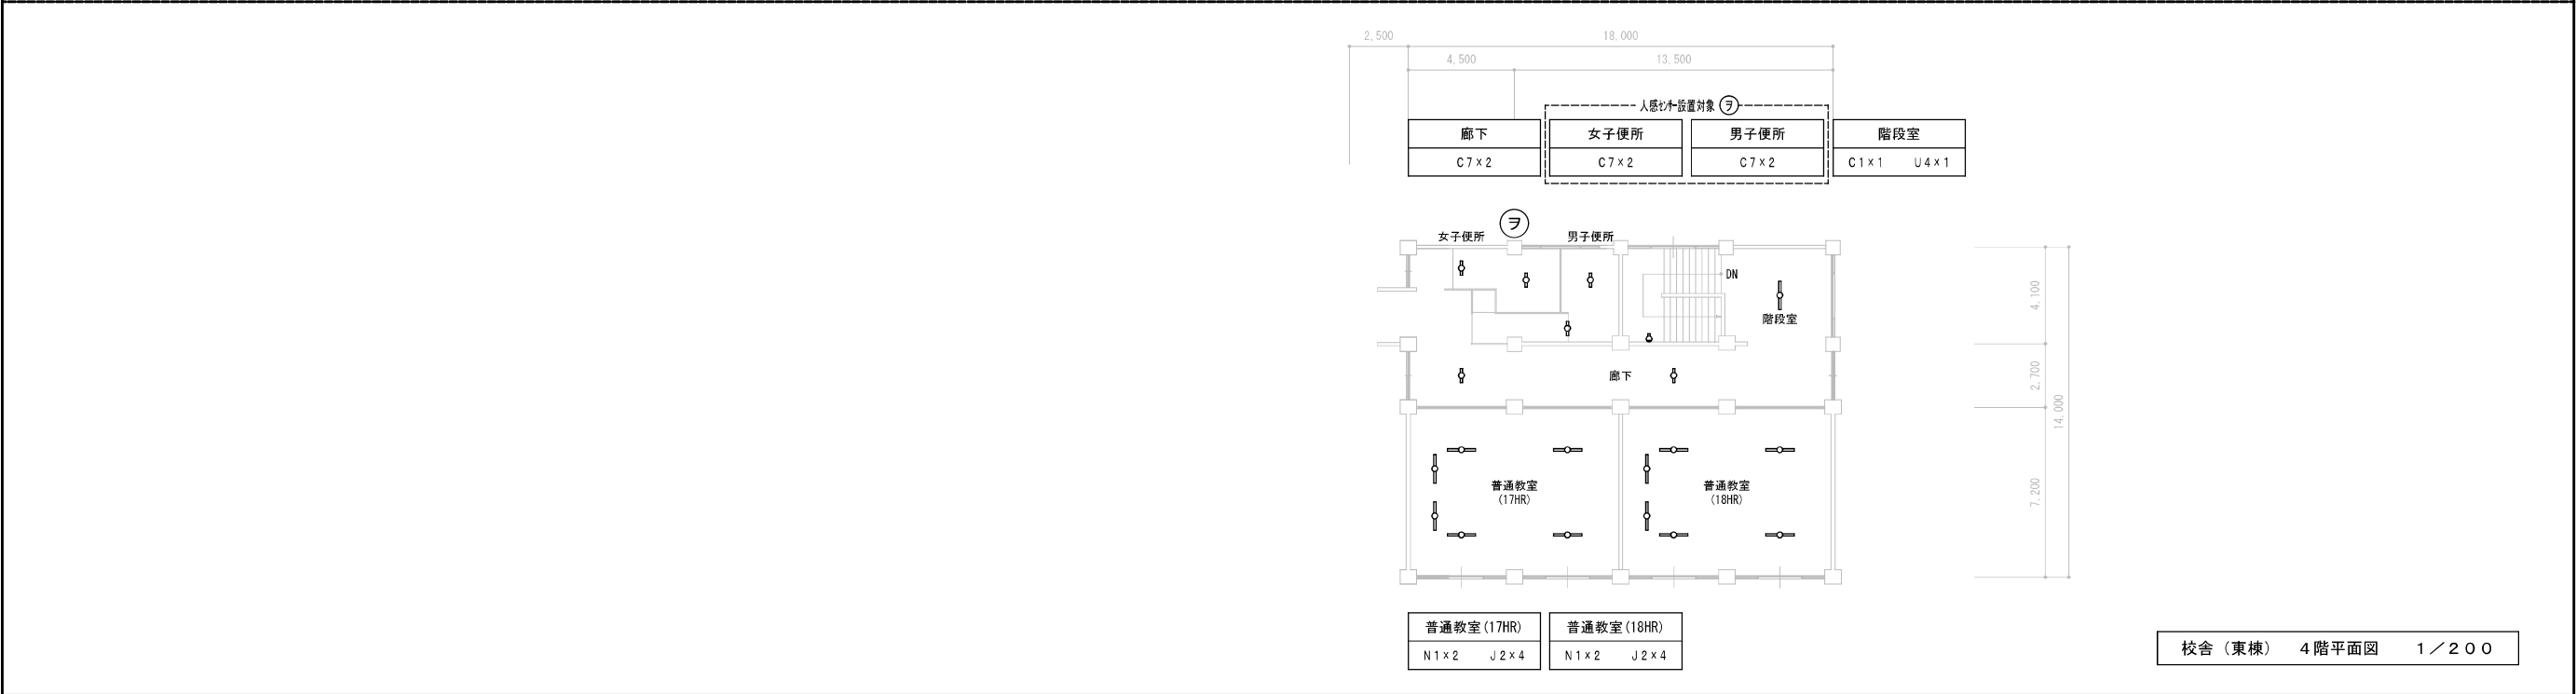 2,500 18,000
4,500 13,500
人感センサー設置対象 ヲ
廊下 女子便所 男子便所 階段室
C7×2 C7×2 C7×2 C1×1 U4×1
ヲ
女子便所 男子便所
DN
階段室
廊下
4,100
2,700
14,000
7,200
普通教室 普通教室
(17HR) (18HR)
普通教室(17HR) 普通教室(18HR)
N1×2 J2×4 N1×2 J2×4
校舎（東棟） ４階平面図 １／２００